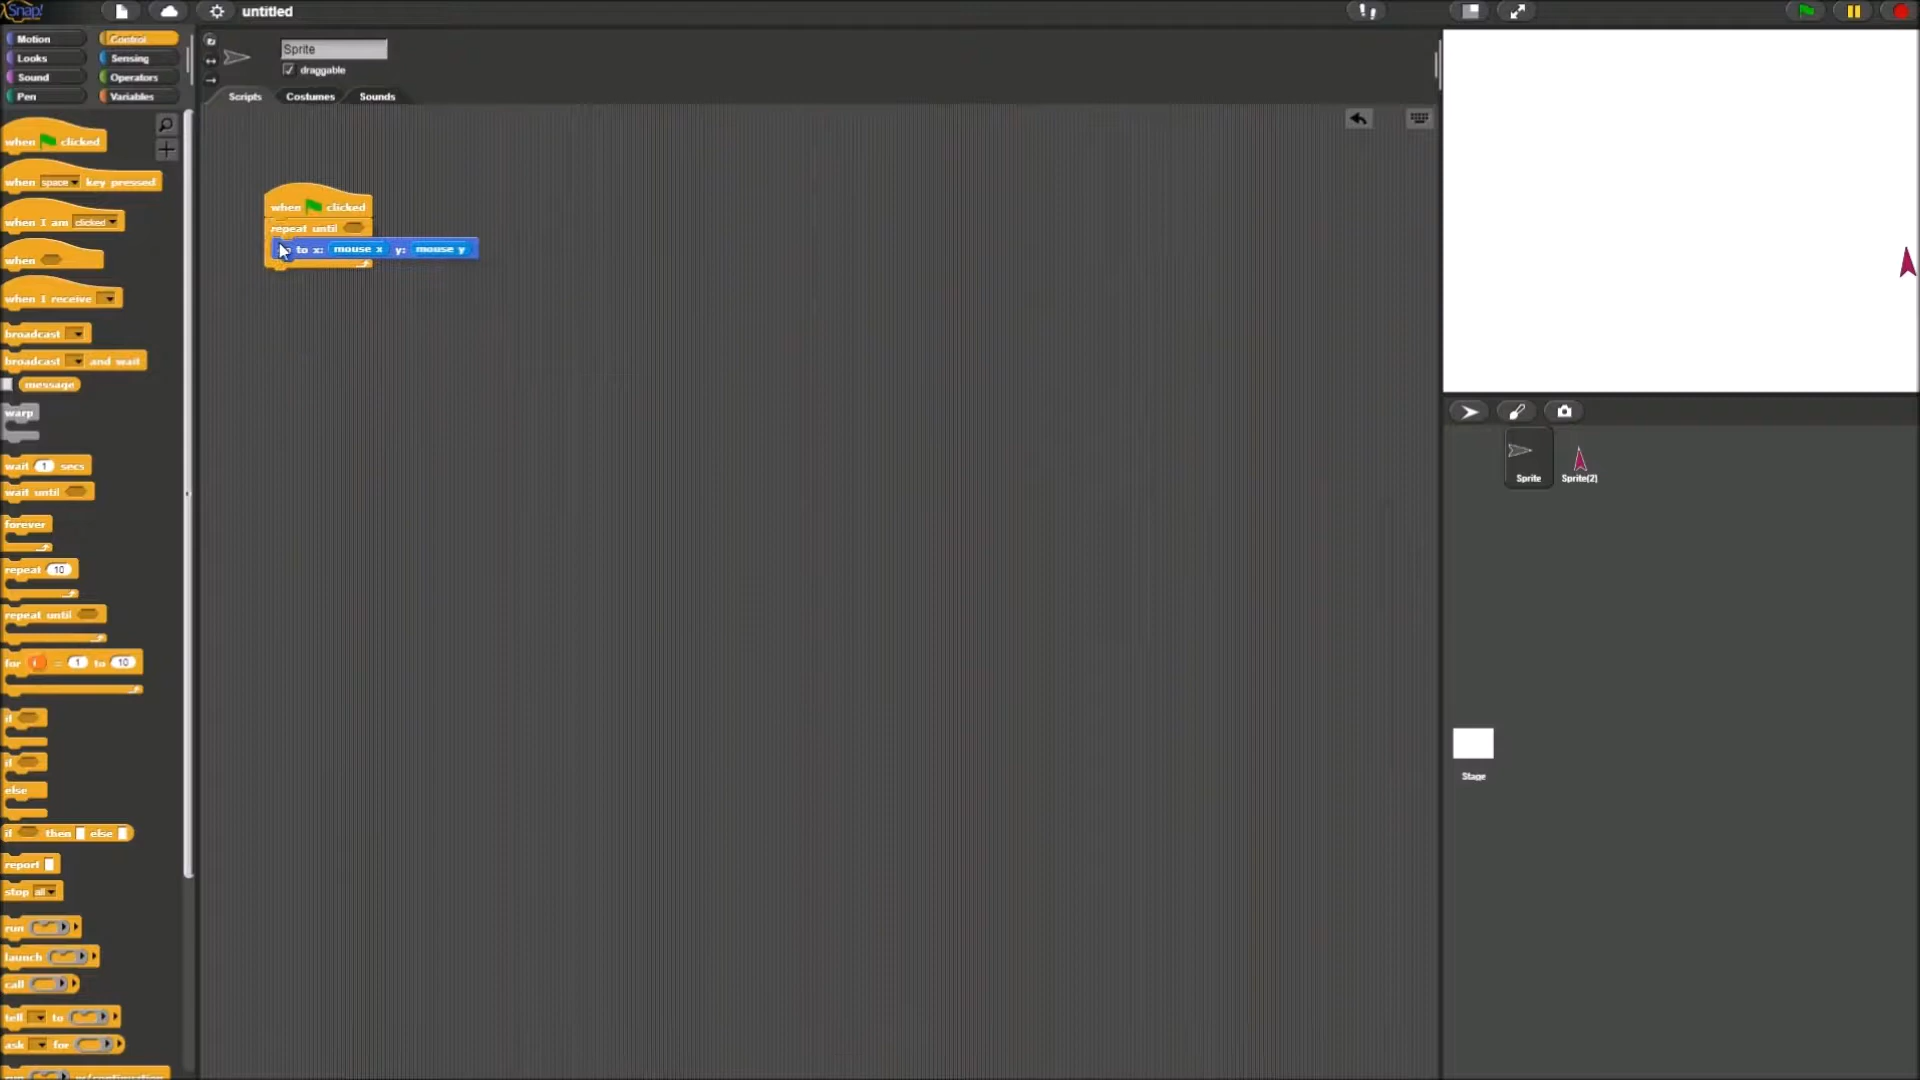 Snap! untitled
Motion Control
Looks Sensing
Sound Operators
Pen Variables
Sprite
draggable
Scripts Costumes Sounds
when clicked
when space key pressed
when I am clicked
when
when I receive
broadcast
broadcast and wait
message
warp
wait 1 secs
wait until
forever
repeat 10
repeat until
for i = 1 to 10
if
if
else
if then else
report
stop all
run
launch
call
tell to
ask for
when clicked
repeat until
to x: mouse x y: mouse y
Sprite Sprite(2)
Stage